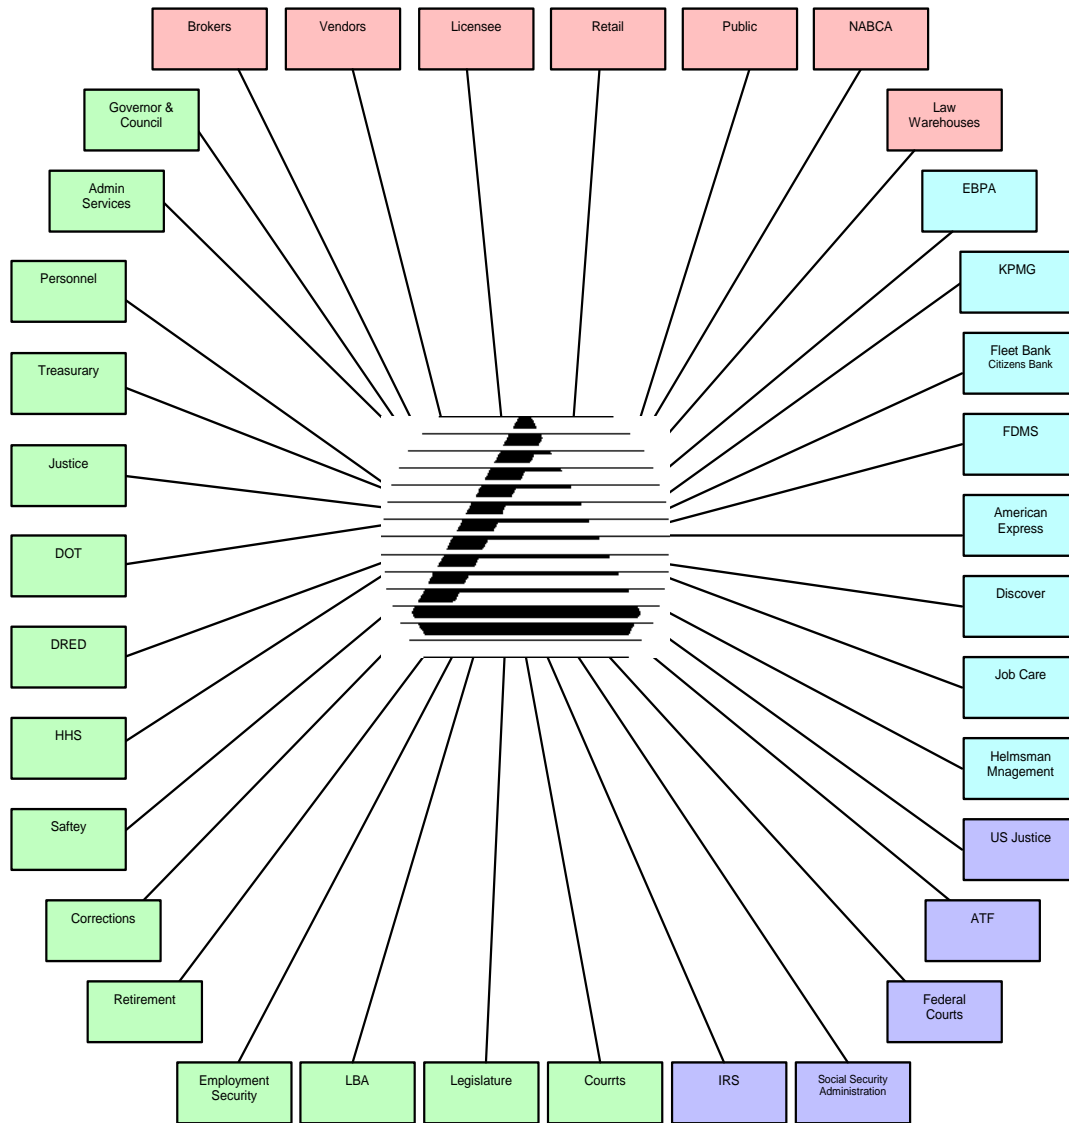 Brokers
Vendors
Licensee
Retail
Public
NABCA
Governor &
Council
Law
Warehouses
Admin
Services
EBPA
Personnel
KPMG
Treasurary
Fleet Bank
Citizens Bank
Justice
FDMS
DOT
American
Express
DRED
Discover
HHS
Job Care
Saftey
Helmsman
Mnagement
Corrections
US Justice
Retirement
ATF
Federal
Courts
Employment
Security
LBA
Legislature
Courrts
IRS
Social Security
Administration